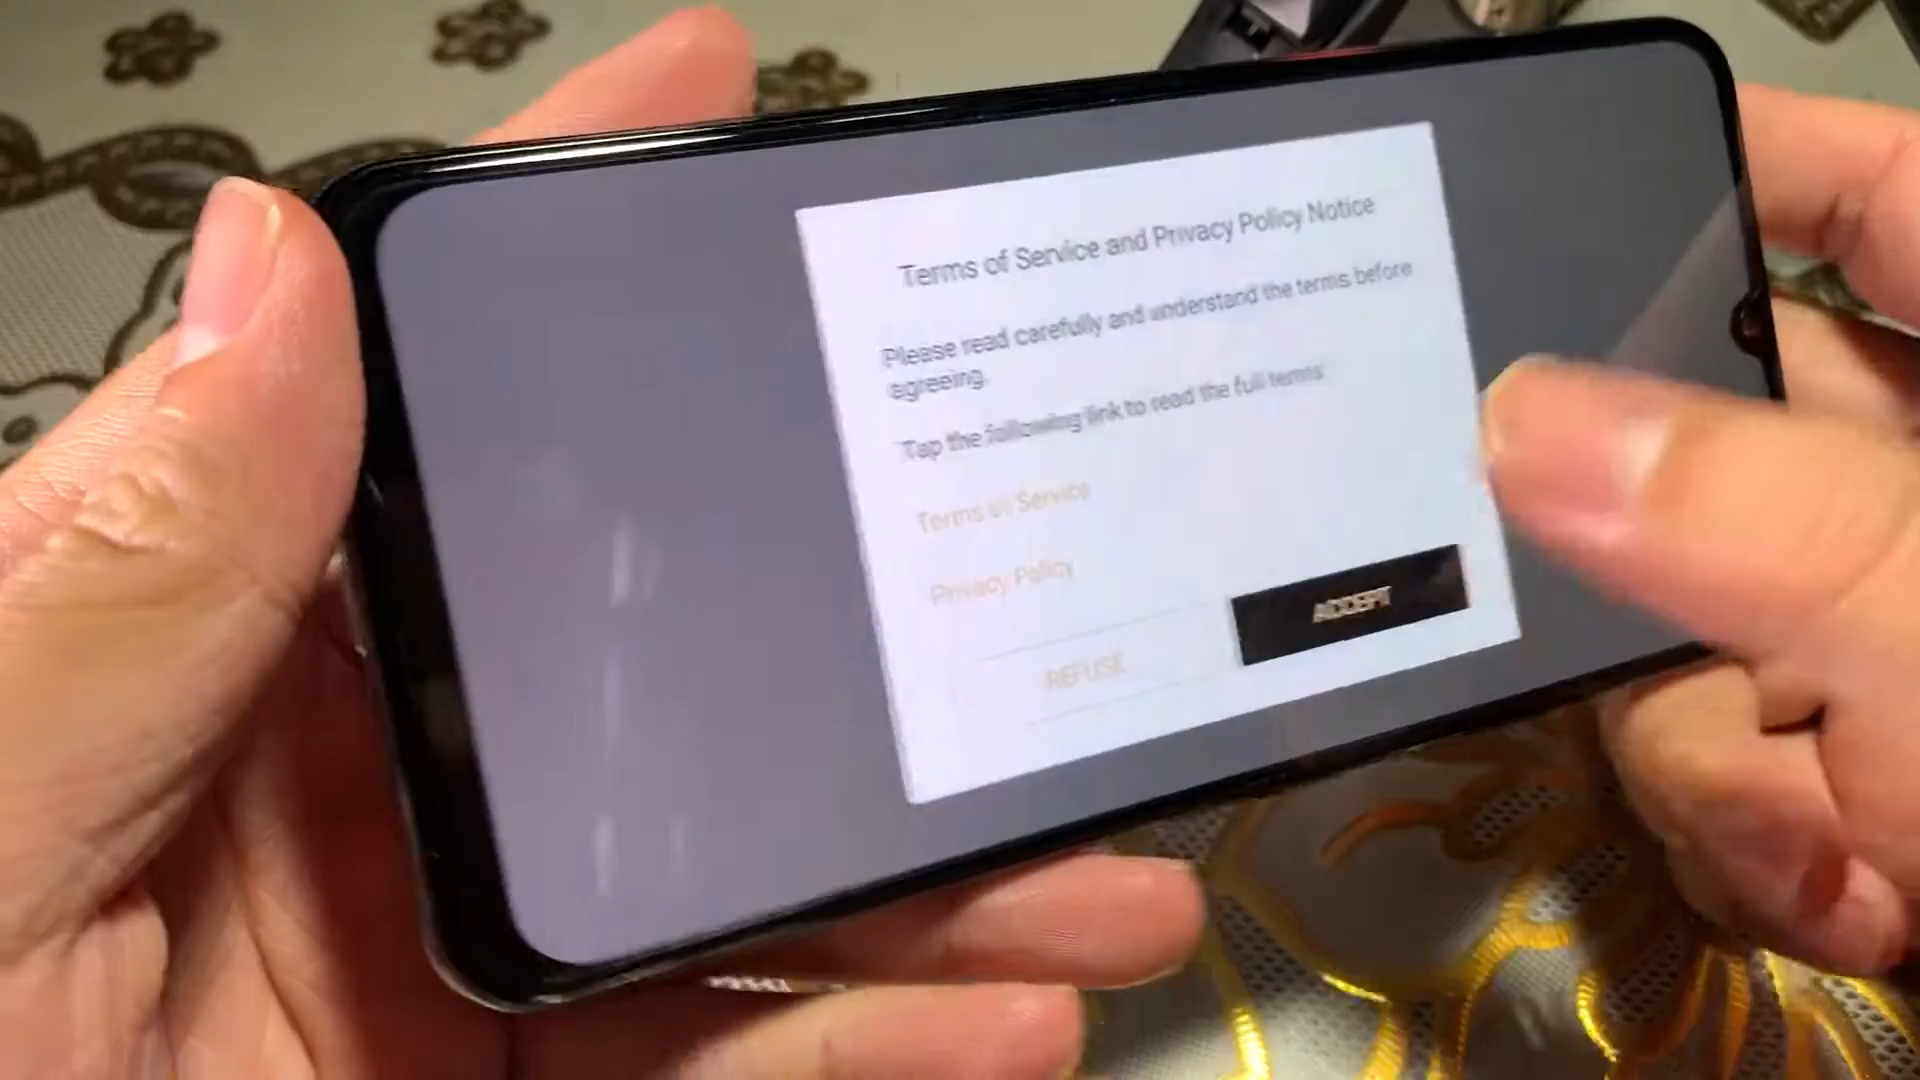 Terms of Service and Privacy Policy Notice
Please read carefully and understand the terms before
agreeing.
Tap the following link to read the full terms:
Terms of Service
Privacy Policy
REFUSE
ACCEPT